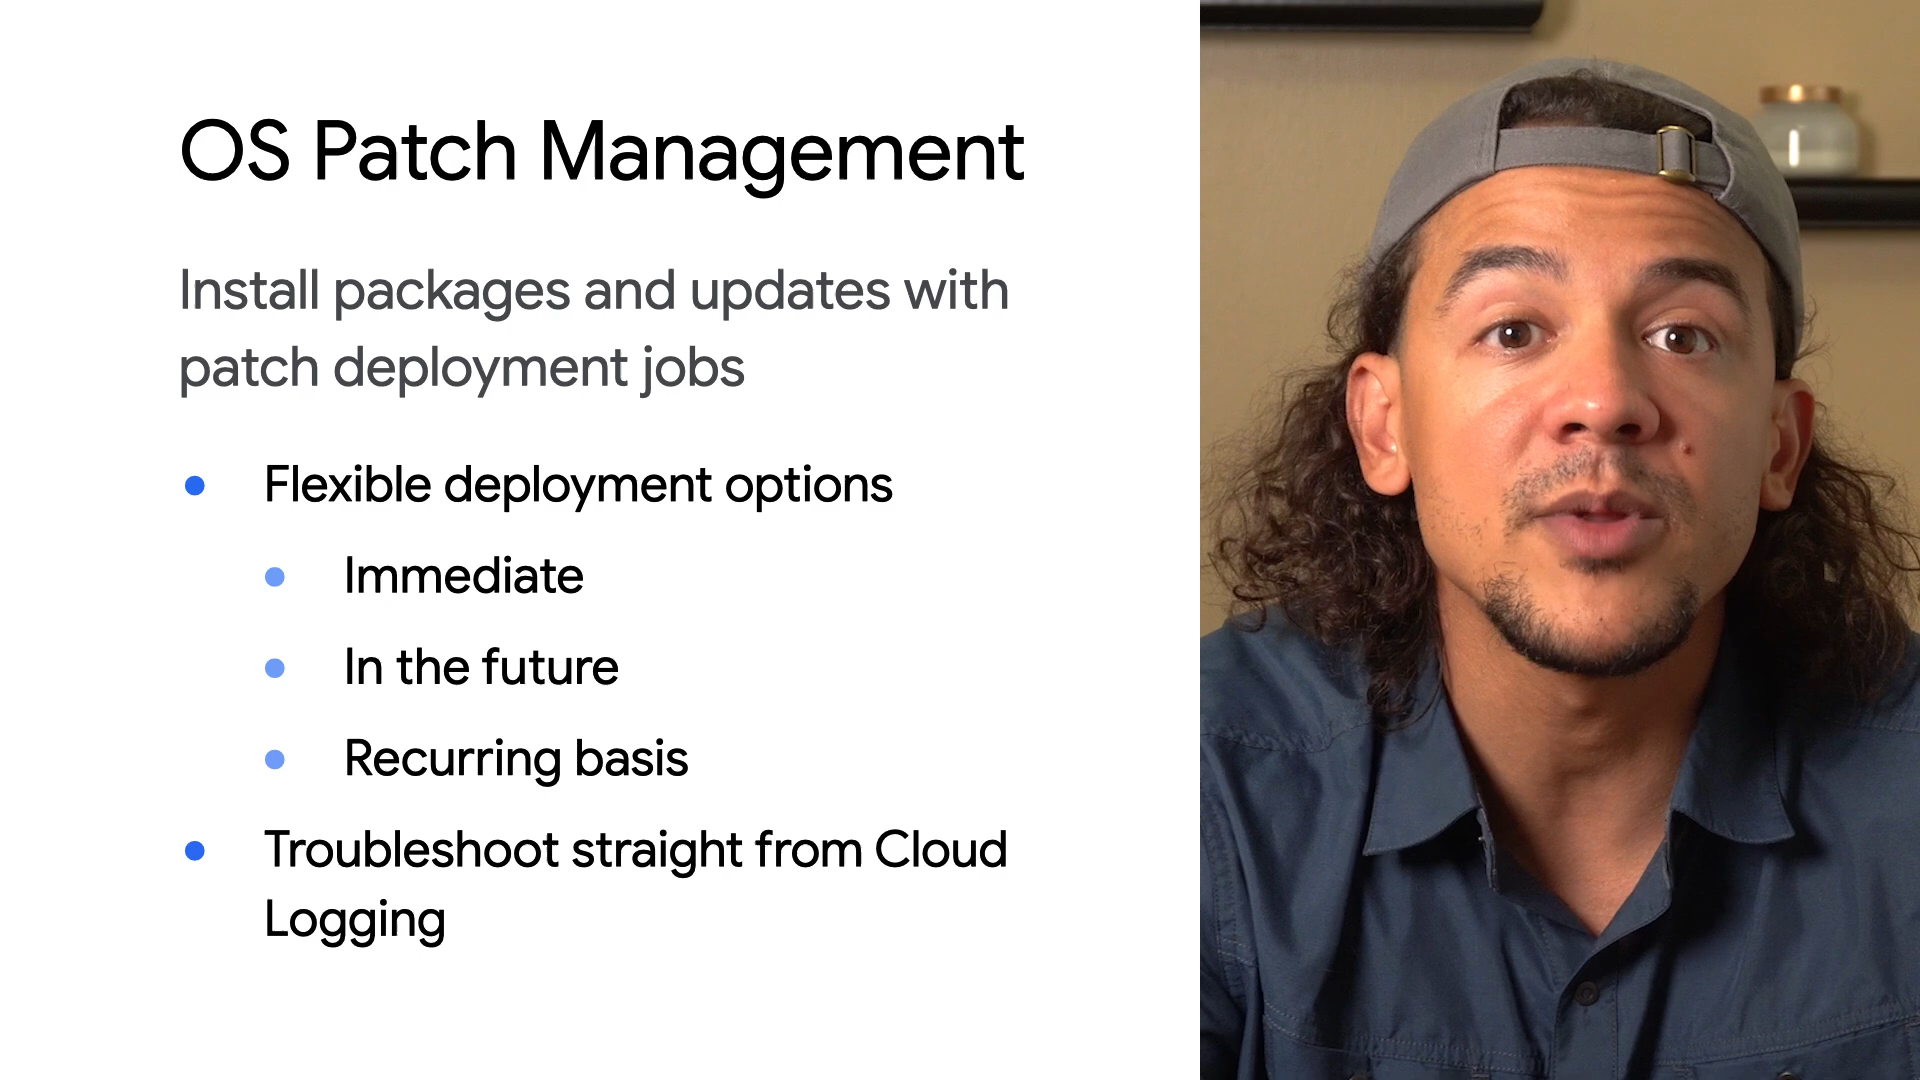 OS Patch Management
Install packages and updates with
patch deployment jobs
Flexible deployment options
Immediate
In the future
Recurring basis
Troubleshoot straight from Cloud
Logging